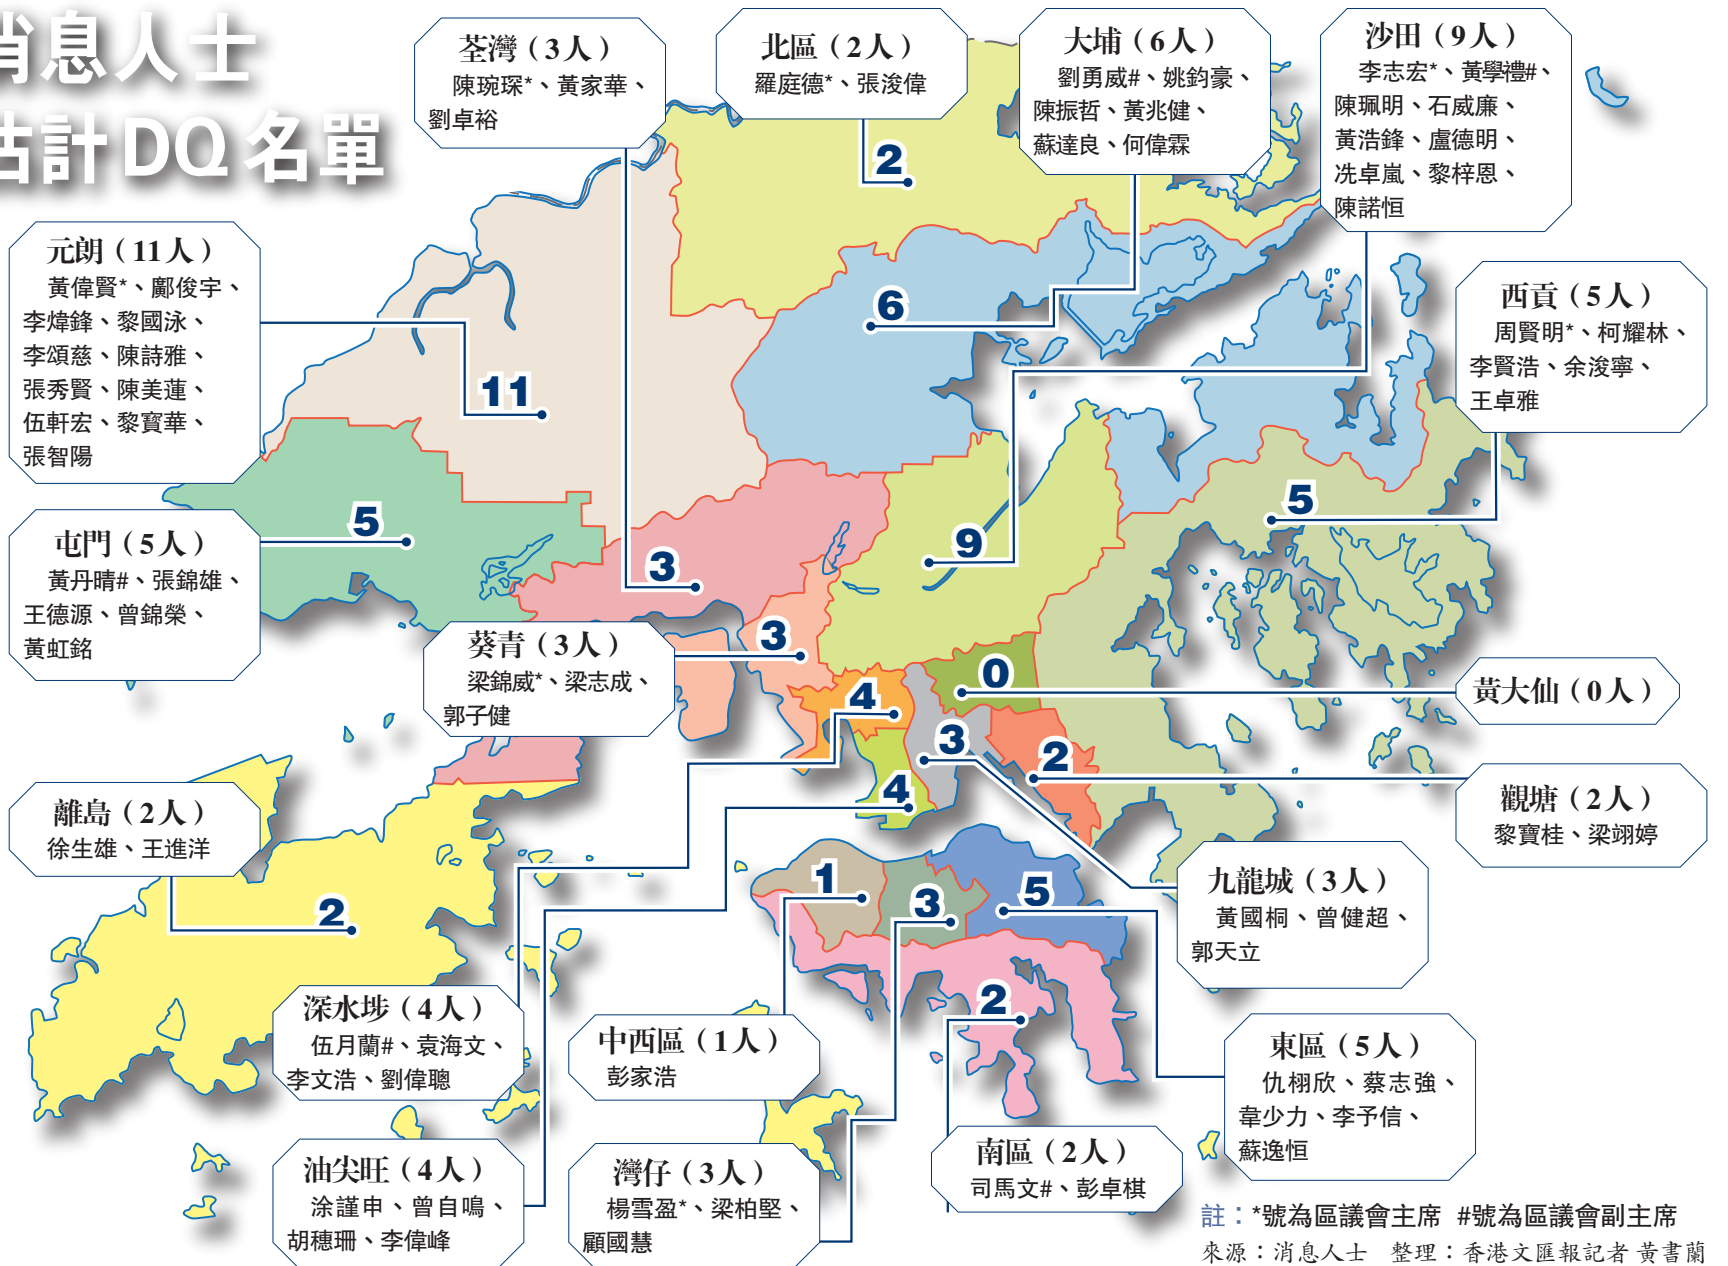 消息人士
估計DQ名單
荃灣（3人）
陳琬琛*、黃家華、
劉卓裕
北區（2人）
羅庭德*、張浚偉
大埔（6人）
劉勇威#、姚鈞豪、
陳振哲、黃兆健、
蘇達良、何偉霖
沙田（9人）
李志宏*、黃學禮#、
陳珮明、石威廉、
黃浩鋒、盧德明、
冼卓嵐、黎梓恩、
陳諾恒
元朗（11人）
黃偉賢*、鄺俊宇、
李煒鋒、黎國泳、
李頌慈、陳詩雅、
張秀賢、陳美蓮、
伍軒宏、黎寶華、
張智陽
西貢（5人）
周賢明*、柯耀林、
李賢浩、余浚寧、
王卓雅
屯門（5人）
黃丹晴#、張錦雄、
王德源、曾錦榮、
黃虹銘
葵青（3人）
梁錦威*、梁志成、
郭子健
黃大仙（0人）
離島（2人）
徐生雄、王進洋
觀塘（2人）
黎寶桂、梁翊婷
九龍城（3人）
黃國桐、曾健超、
郭天立
深水埗（4人）
伍月蘭#、袁海文、
李文浩、劉偉聰
中西區（1人）
彭家浩
東區（5人）
仇栩欣、蔡志強、
韋少力、李予信、
蘇逸恒
油尖旺（4人）
涂謹申、曾自鳴、
胡穗珊、李偉峰
灣仔（3人）
楊雪盈*、梁柏堅、
顧國慧
南區（2人）
司馬文#、彭卓棋
2
6
11
5
9
5
3
3
0
4
3
2
4
1
3
5
2
2
註：*號為區議會主席 #號為區議會副主席
來源：消息人士 整理：香港文匯報記者 黃書蘭